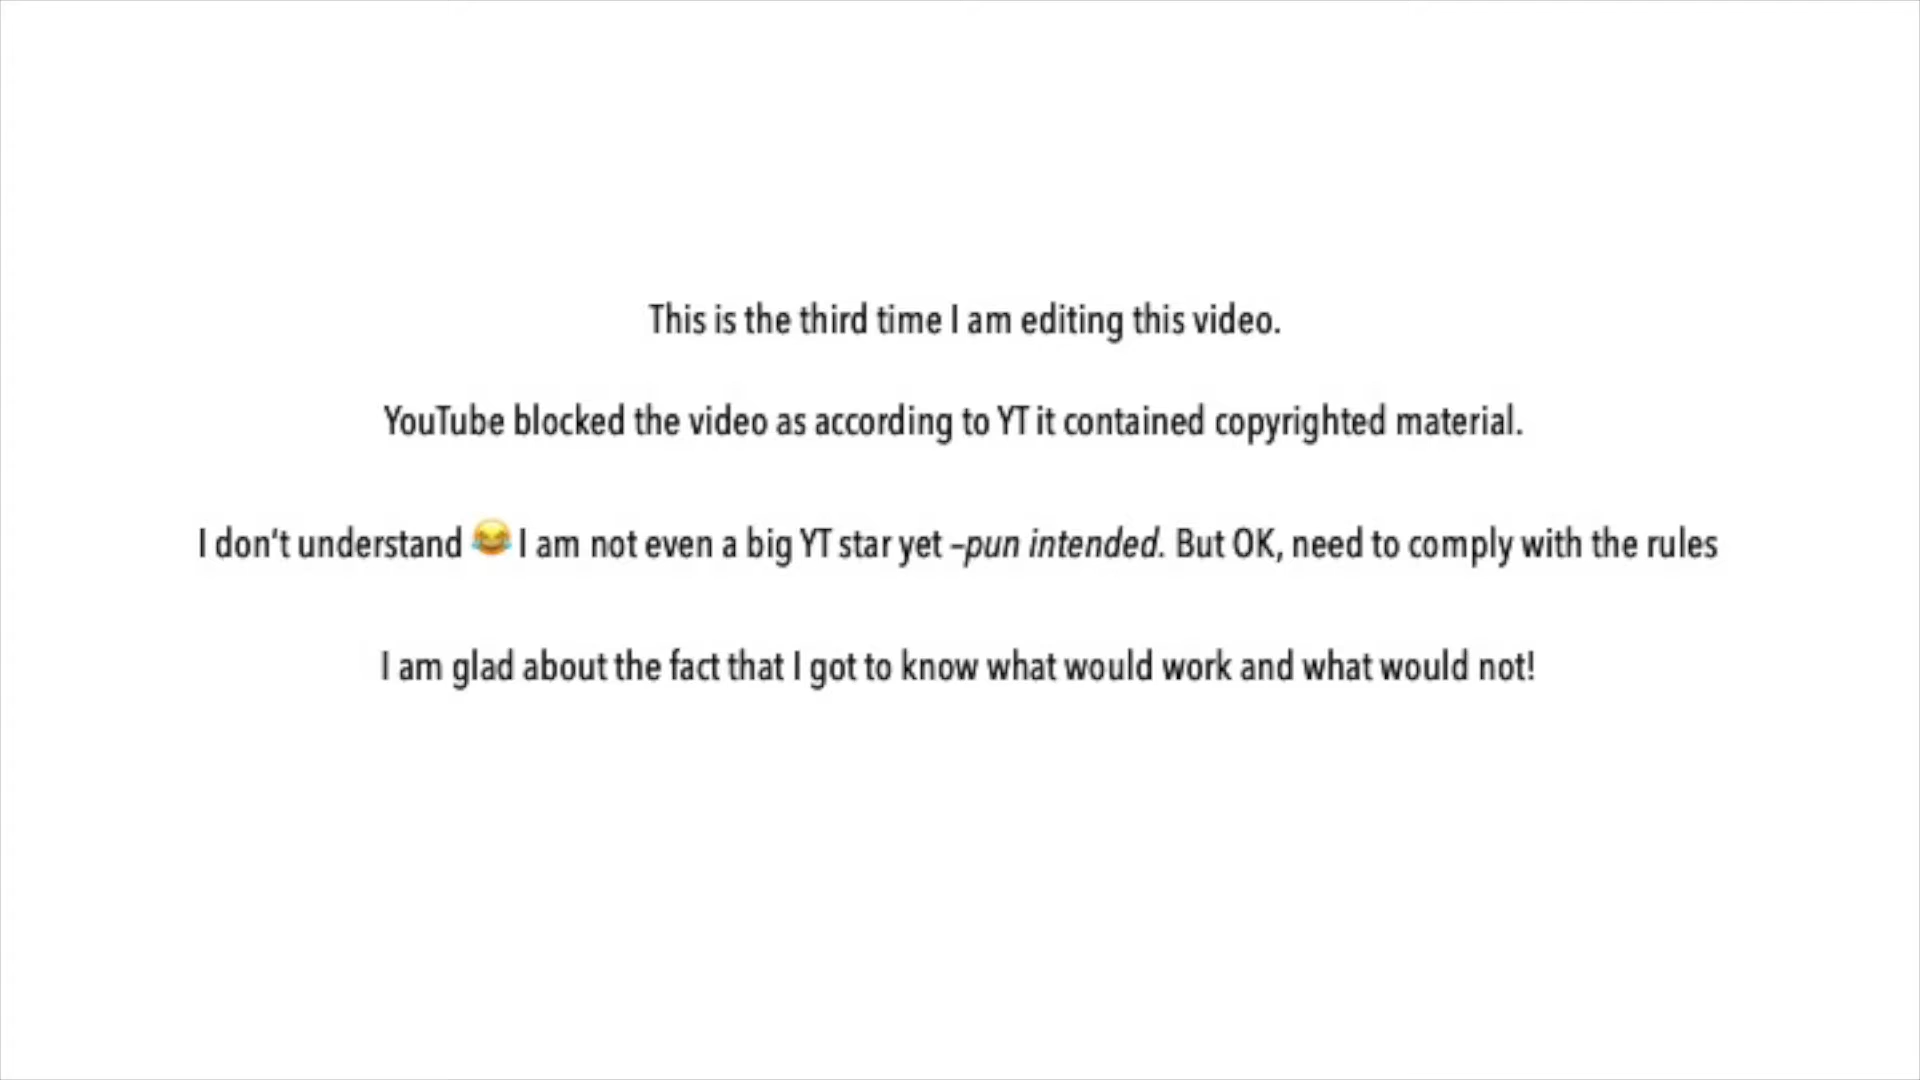 This is the third time I am editing this video.
YouTube blocked the video as according to YT it contained copyrighted material.
I don't understand 😂 I am not even a big YT star yet –pun intended. But OK, need to comply with the rules
I am glad about the fact that I got to know what would work and what would not!